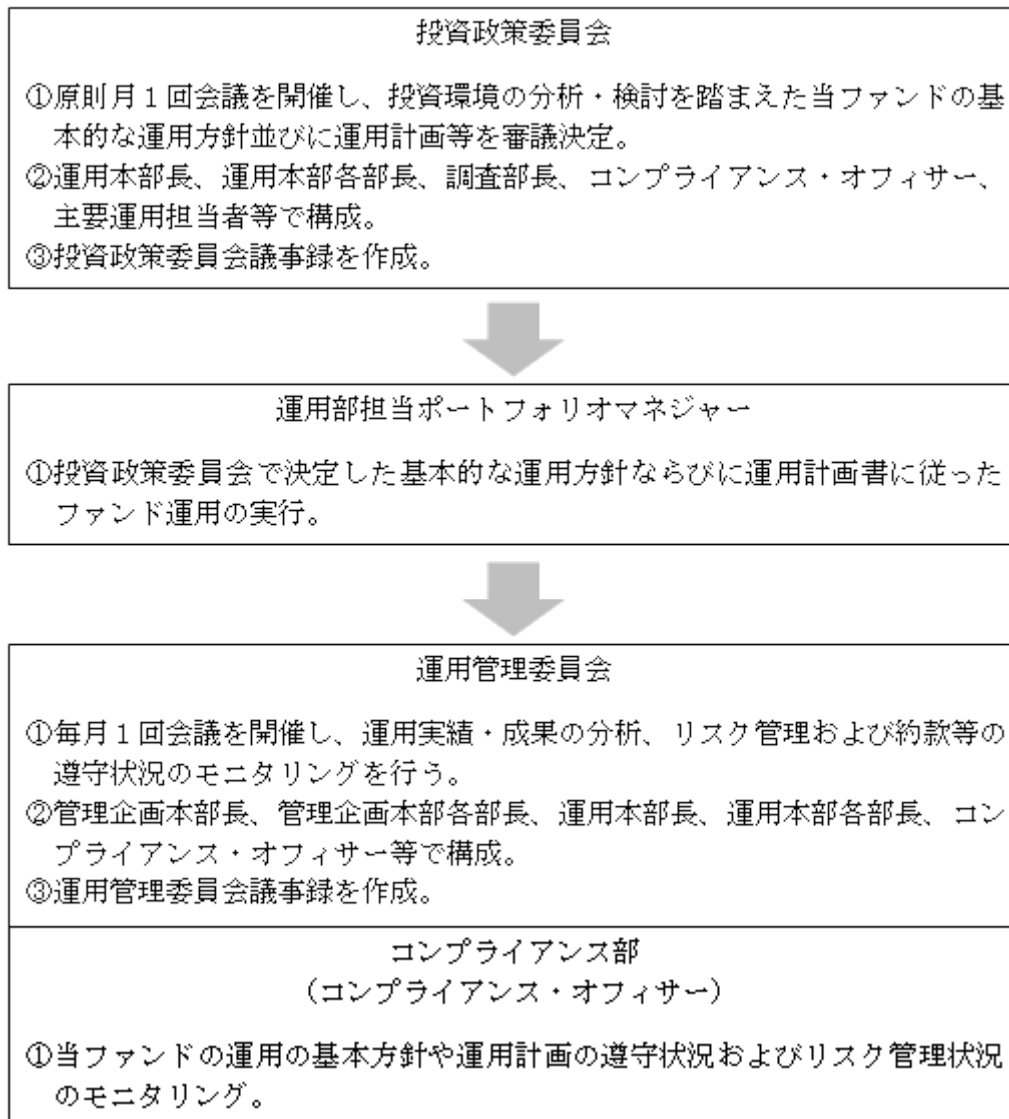 投資政策委員会
①原則月１回会議を開催し、投資環境の分析・検討を踏まえた当ファンドの基
本的な運用方針並びに運用計画等を審議決定。
②運用本部長、運用本部各部長、調査部長、コンプライアンス・オフィサー、
主要運用担当者等で構成。
③投資政策委員会議事録を作成。
運用部担当ポートフォリオマネジャー
①投資政策委員会で決定した基本的な運用方針ならびに運用計画書に従った
ファンド運用の実行。
運用管理委員会
①毎月１回会議を開催し、運用実績・成果の分析、リスク管理および約款等の
遵守状況のモニタリングを行う。
②管理企画本部長、管理企画本部各部長、運用本部長、運用本部各部長、コン
プライアンス・オフィサー等で構成。
③運用管理委員会議事録を作成。
コンプライアンス部
（コンプライアンス・オフィサー）
①当ファンドの運用の基本方針や運用計画の遵守状況およびリスク管理状況
のモニタリング。